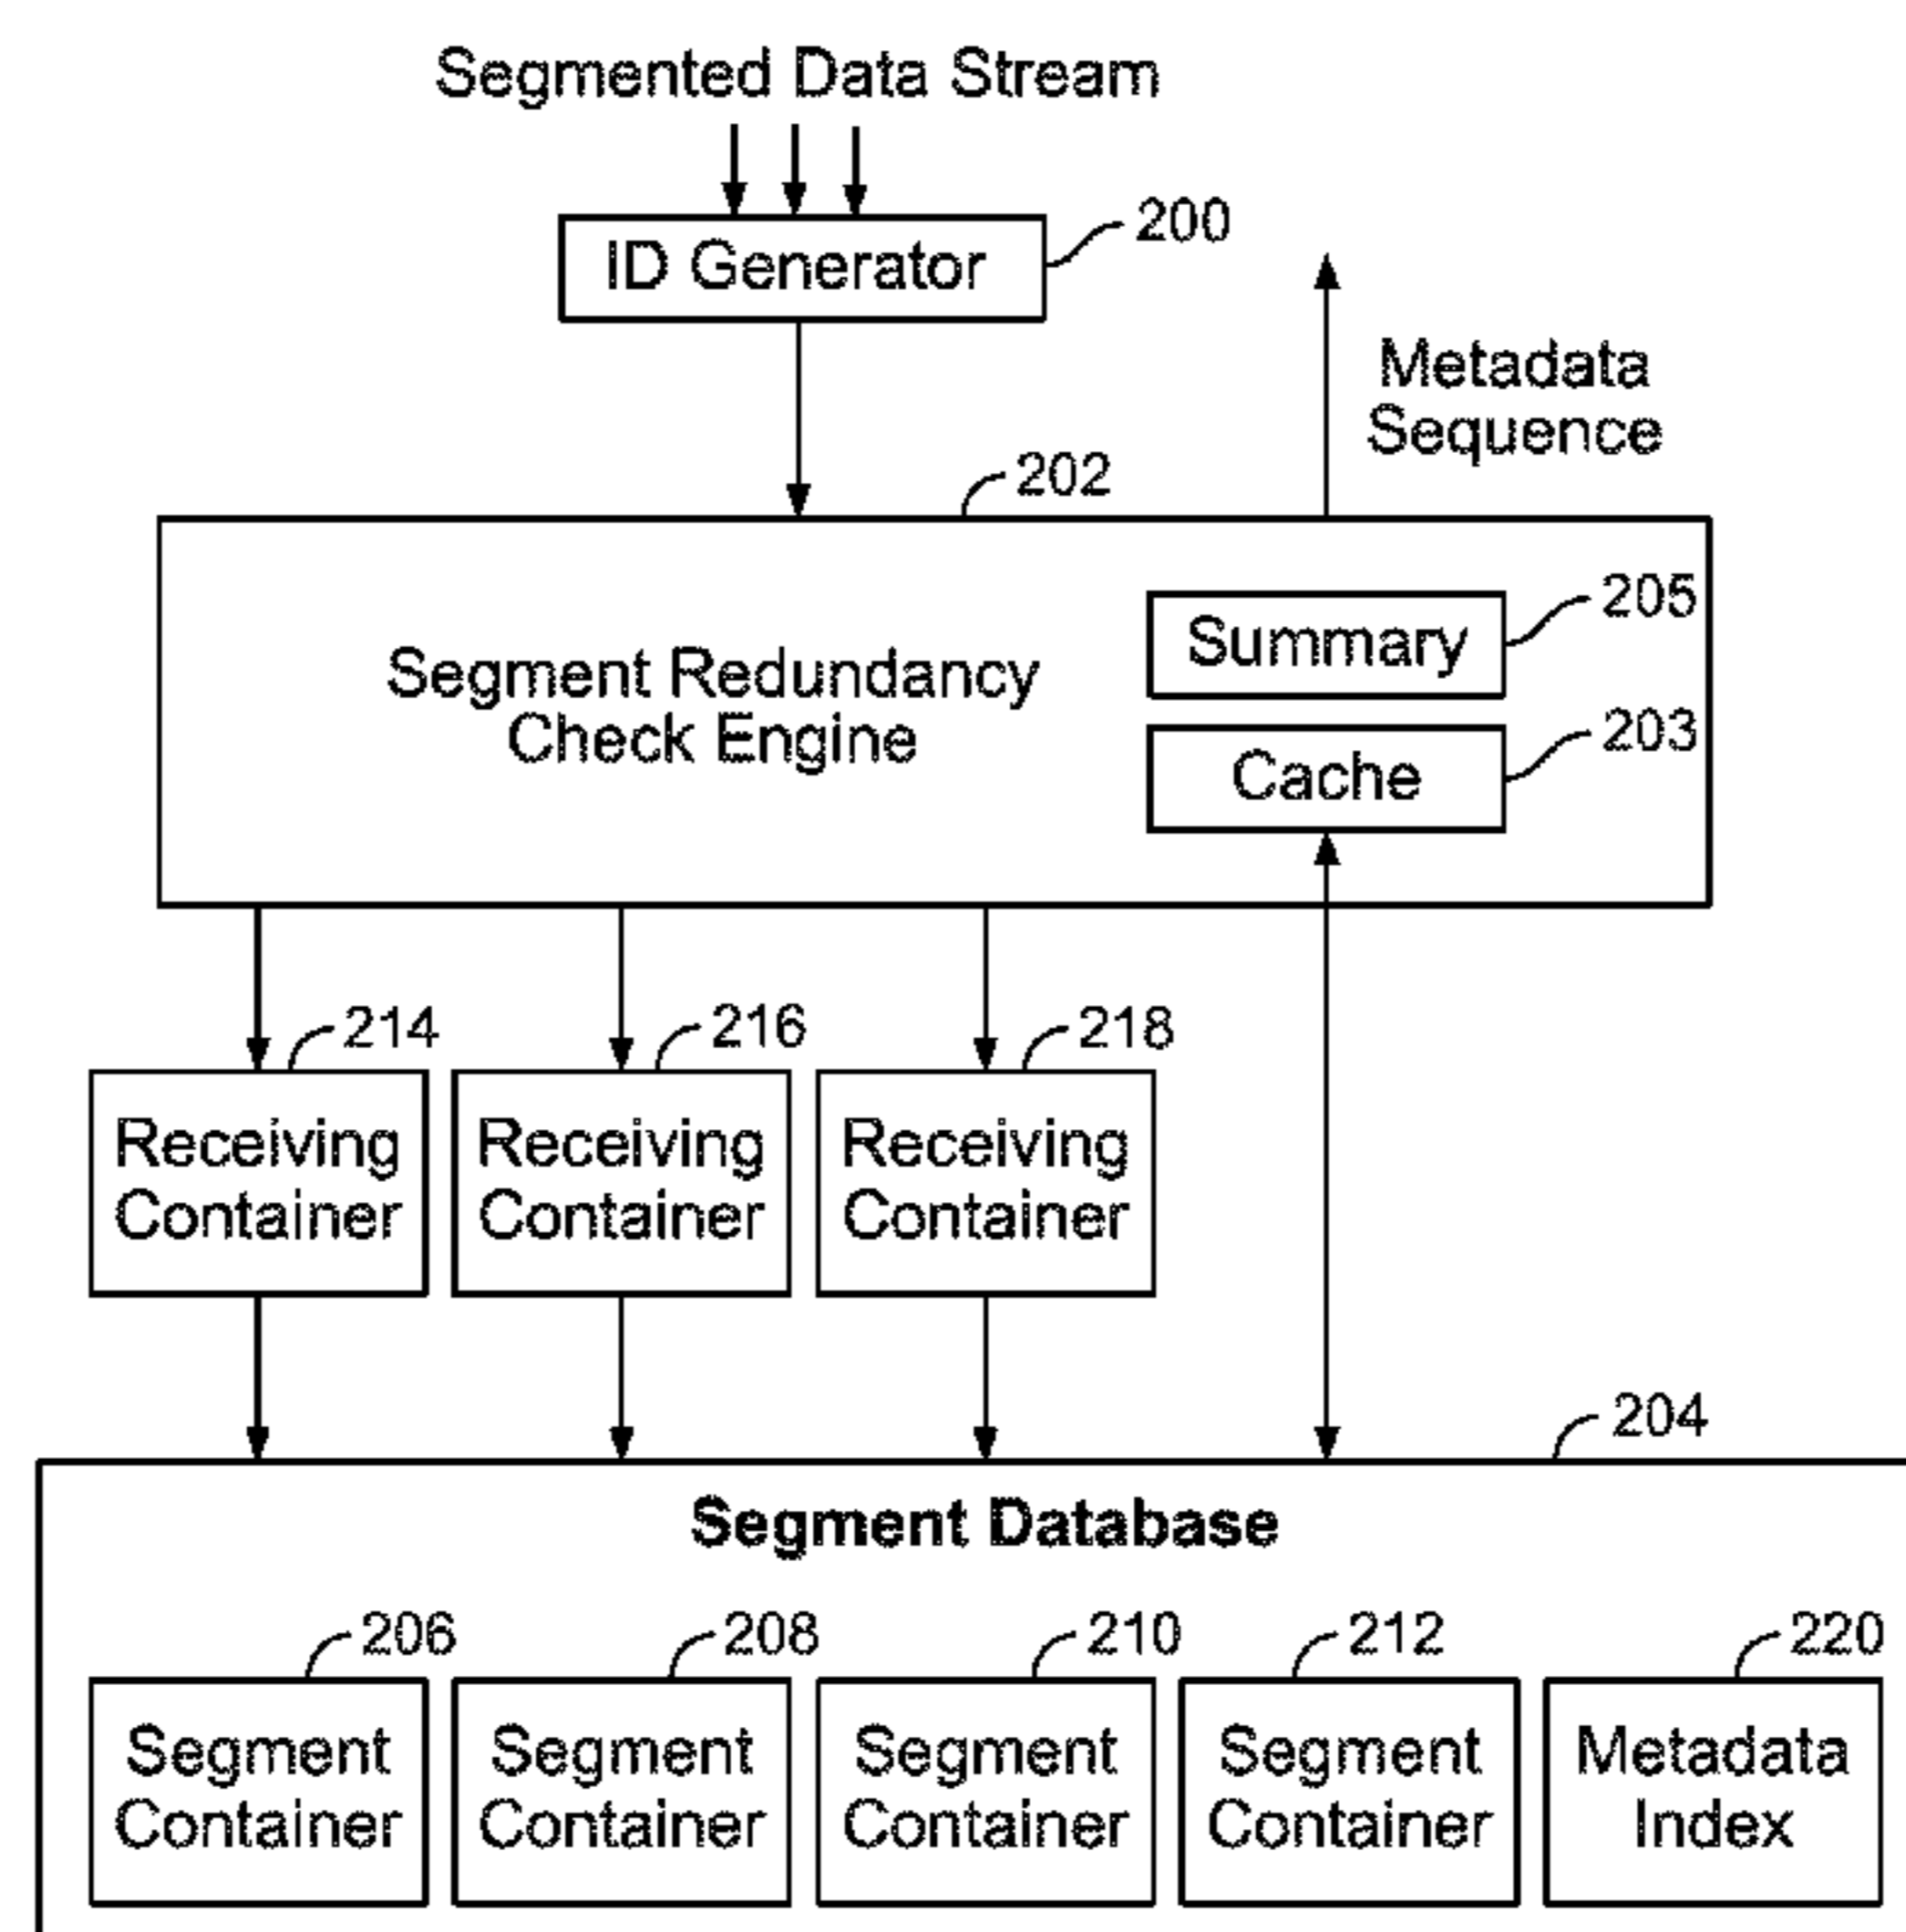 Segmented Data Stream
200
ID Generator
Metadata
Sequence
202
205
Summary
Segment Redundancy
Check Engine
203
Cache
214
216
218
Receiving
Container
Receiving
Container
Receiving
Container
204
Segment Database
206
208
210
212
220
Segment
Container
Segment
Container
Segment
Container
Segment
Container
Metadata
Index